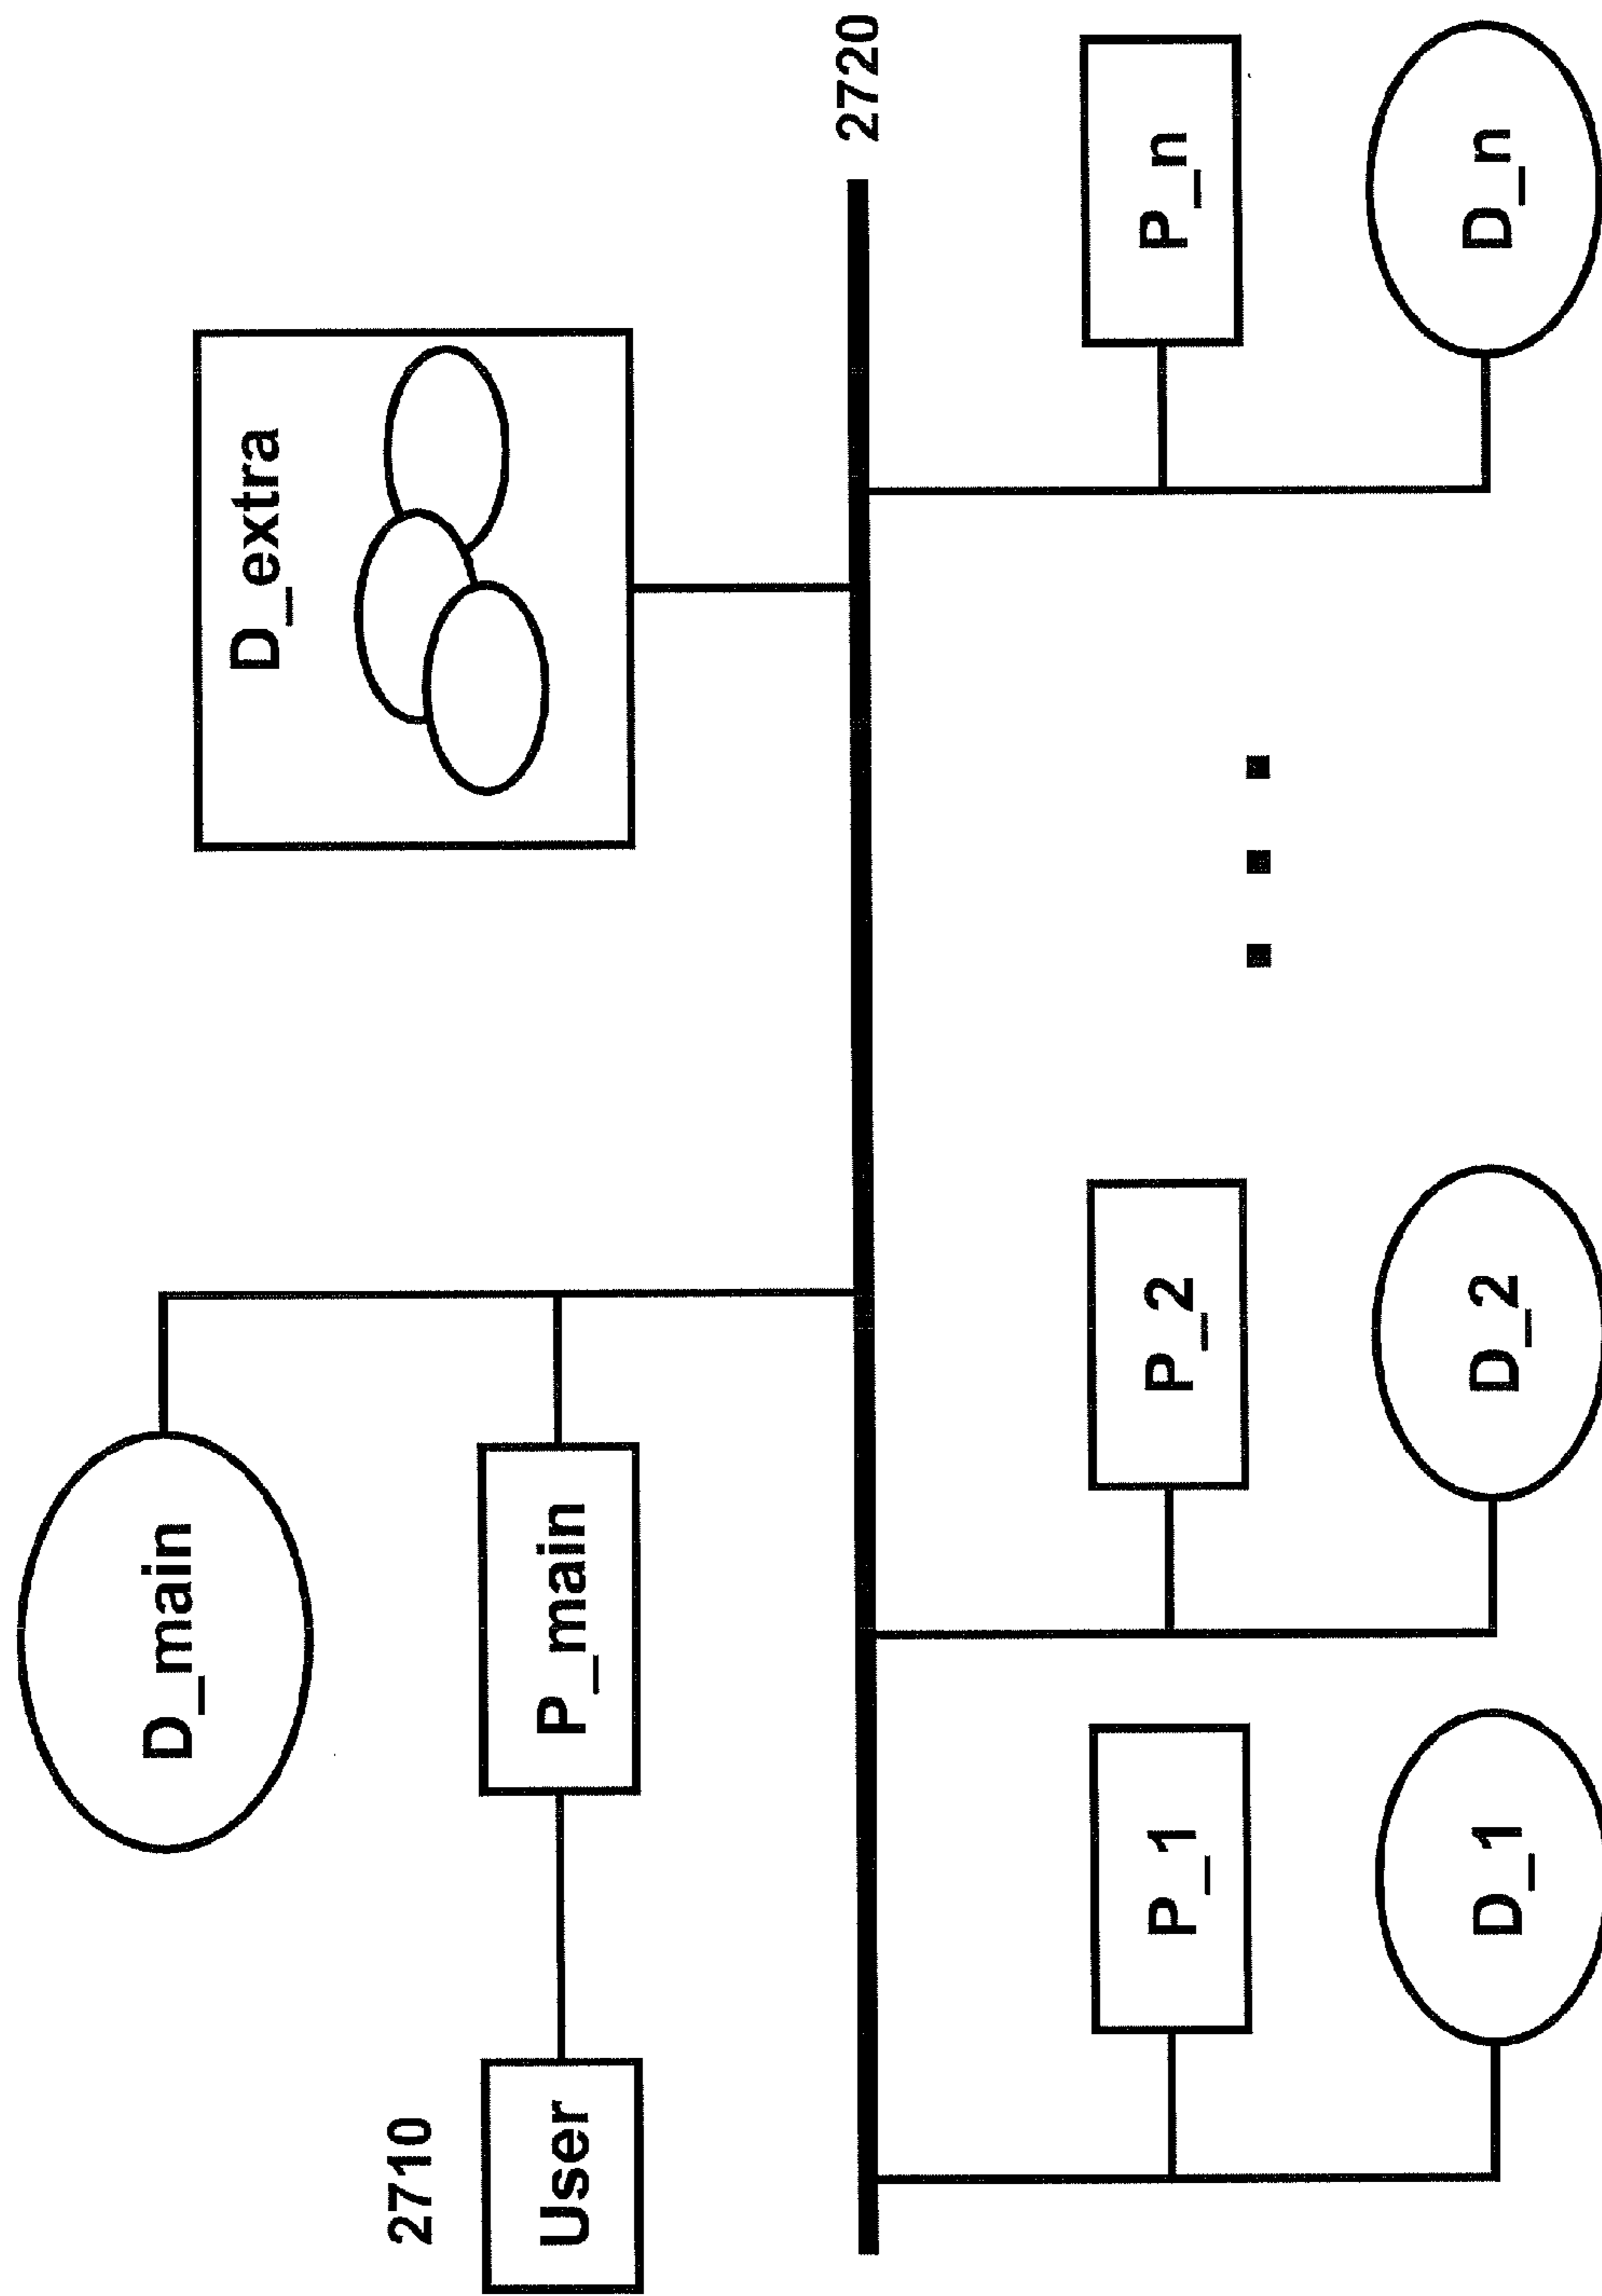 D_main
D_extra
2710
User
P_main
2720
P_1
P_2
P_n
D_1
D_2
D_n